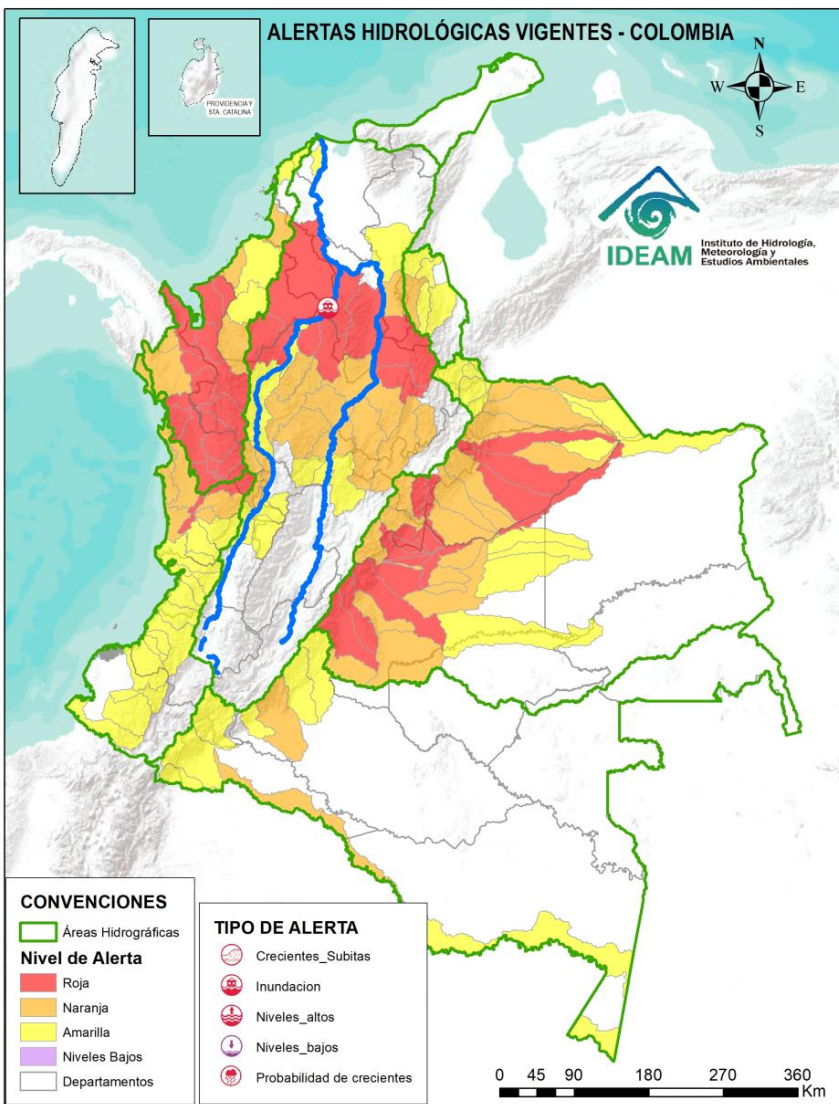 ALERTAS HIDROLÓGICAS VIGENTES - COLOMBIA
PROVIDENCIA Y
STA. CATALINA
N
W E
S
IDEAM
Instituto de Hidrología,
Meteorología y
Estudios Ambientales
CONVENCIONES
Áreas Hidrográficas
Nivel de Alerta
Roja
Naranja
Amarilla
Niveles Bajos
Departamentos
TIPO DE ALERTA
Crecientes_Subitas
Inundacion
Niveles_altos
Niveles_bajos
Probabilidad de crecientes
0 45 90 180 270 360
Km